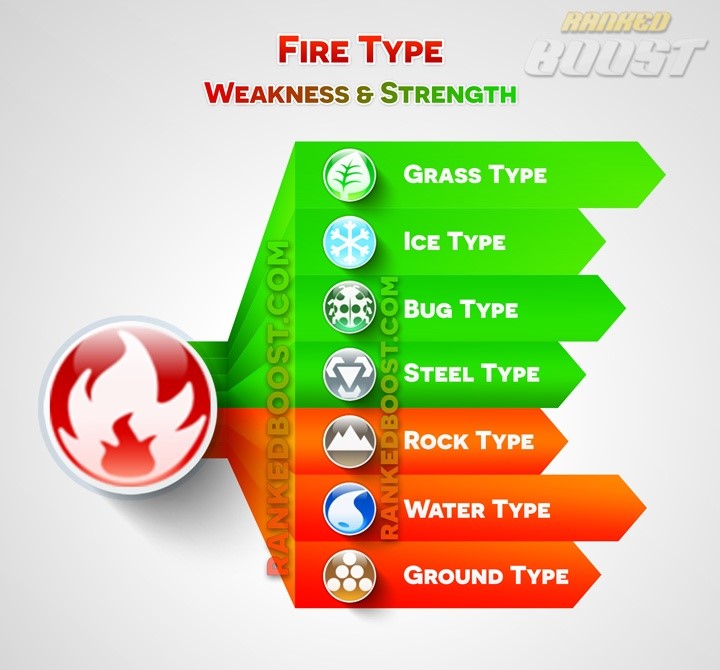 RANKED
BOOST
FIRE TYPE
WEAKNESS & STRENGTH
GRASS TYPE
ICE TYPE
BUG TYPE
STEEL TYPE
ROCK TYPE
WATER TYPE
GROUND TYPE
RANKEDBOOST.COM
RANKEDBOOST.COM